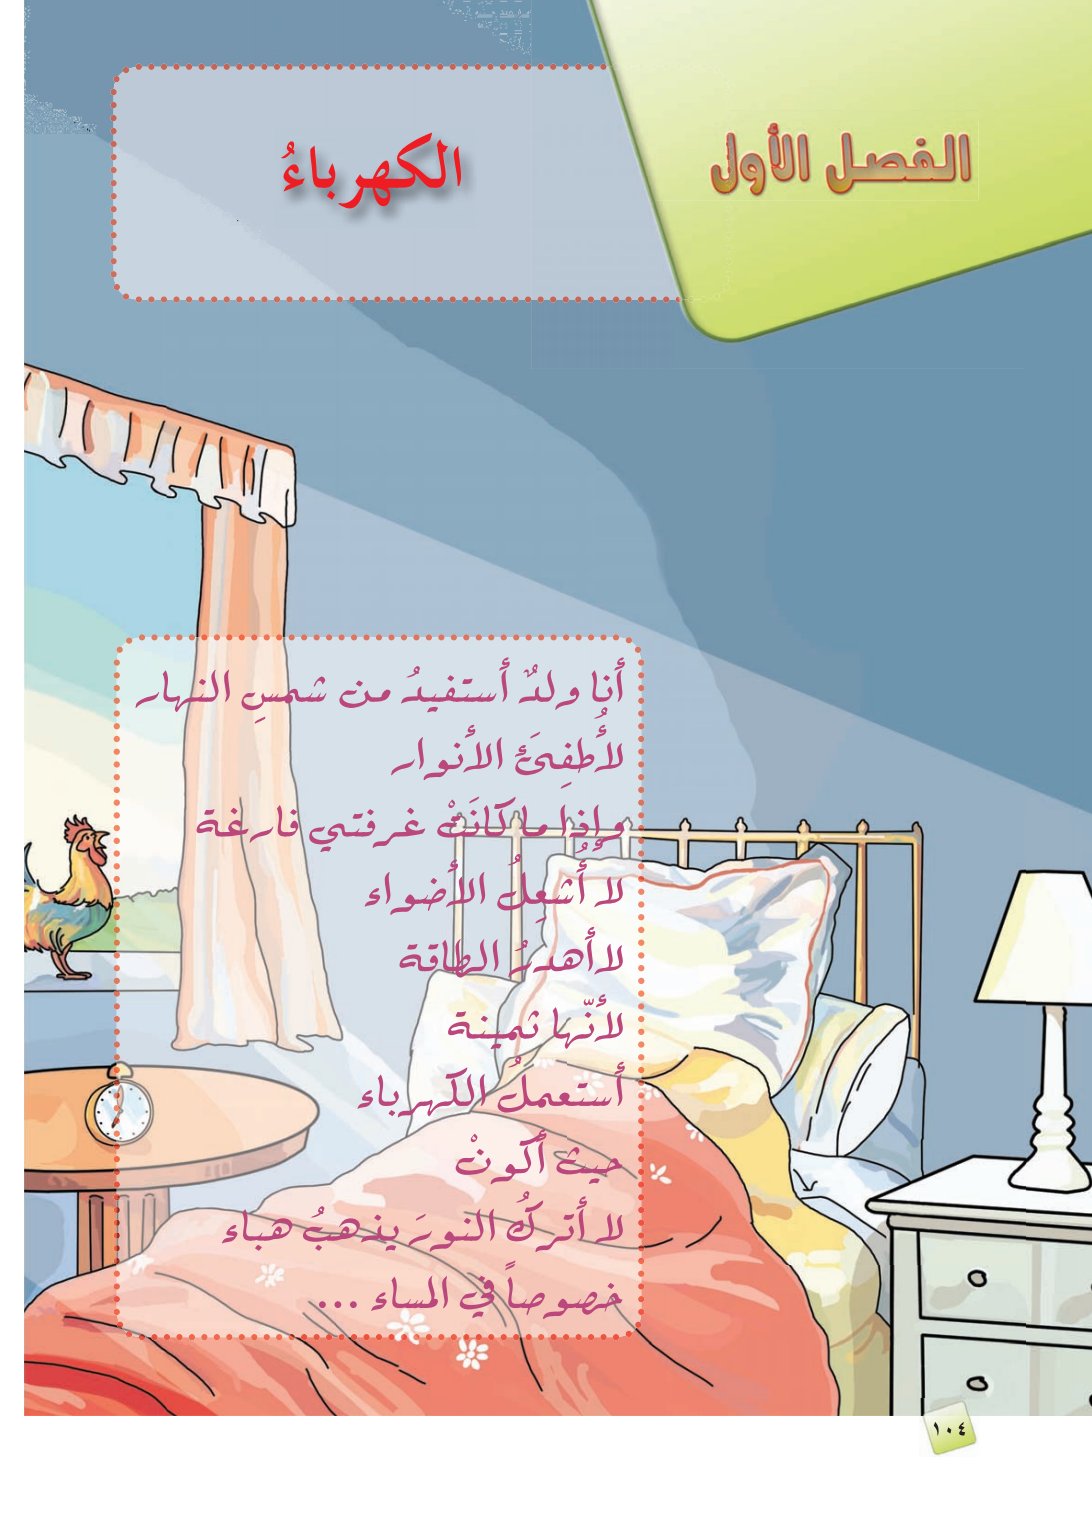 الفصل الأول
الكهرباءُ
أنا ولدٌ أستفيدُ من شمسِ النهار
لأُطفِئَ الأنوار
وإذا ما كانَتْ غرفتي فارغة
لا أُشعِلُ الأضواء
لا أهدرُ الطاقة
لأنّها ثمينة
أستعملُ الكهرباء
حيث أكونْ
لا أتركُ النورَ يذهبُ هباء
خصوصاً في المساء ...
١٠٤